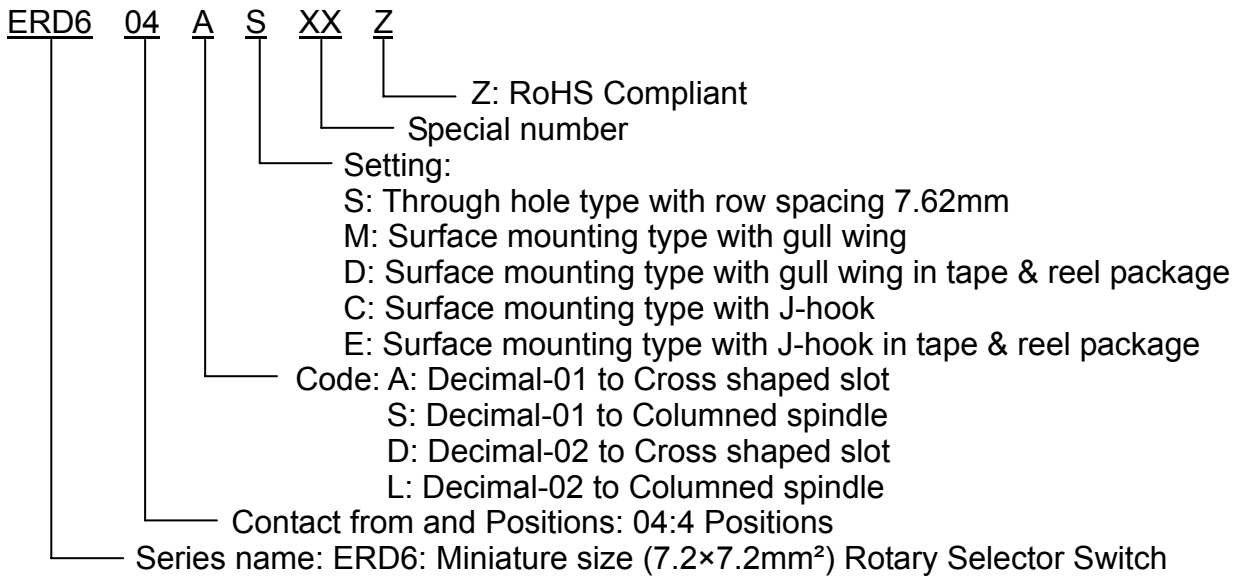 ERD6 04 A S XX Z
Z: RoHS Compliant
Special number
Setting:
S: Through hole type with row spacing 7.62mm
M: Surface mounting type with gull wing
D: Surface mounting type with gull wing in tape & reel package
C: Surface mounting type with J-hook
E: Surface mounting type with J-hook in tape & reel package
Code: A: Decimal-01 to Cross shaped slot
S: Decimal-01 to Columned spindle
D: Decimal-02 to Cross shaped slot
L: Decimal-02 to Columned spindle
Contact from and Positions: 04:4 Positions
Series name: ERD6: Miniature size (7.2×7.2mm²) Rotary Selector Switch